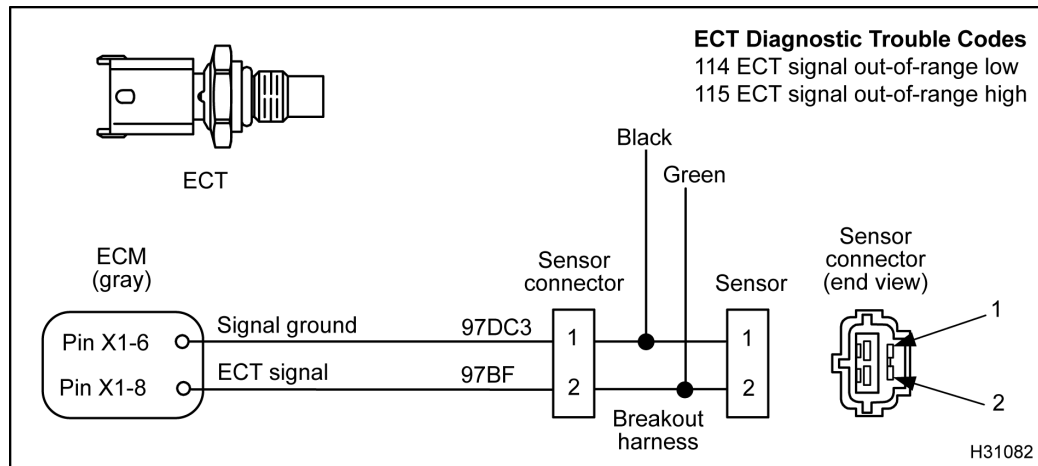 ECT Diagnostic Trouble Codes
114 ECT signal out-of-range low
115 ECT signal out-of-range high
ECT
Black
Green
ECM
(gray)
Sensor
connector
Sensor
Sensor
connector
(end view)
Pin X1-6
Signal ground
97DC3
1
1
1
Pin X1-8
ECT signal
97BF
2
2
2
Breakout
harness
H31082